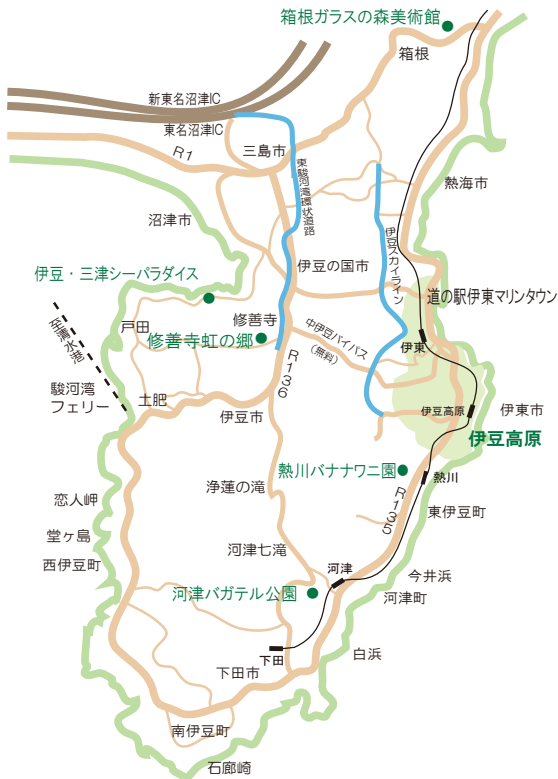 箱根ガラスの森美術館
箱根
新東名沼津IC
東名沼津IC
R1
三島市
東駿河湾環状道路
熱海市
沼津市
伊豆の国市
伊豆スカイライン
伊豆・三津シーパラダイス
道の駅伊東マリンタウン
戸田
修善寺
修善寺虹の郷
中伊豆バイパス
(無料)
伊東
至清水港
駿河湾
フェリー
土肥
R136
伊豆市
伊豆高原
伊東市
伊豆高原
熱川バナナワニ園
熱川
浄蓮の滝
R135
東伊豆町
恋人岬
堂ヶ島
西伊豆町
河津七滝
河津
今井浜
河津町
河津バガテル公園
下田
白浜
下田市
南伊豆町
石廊崎